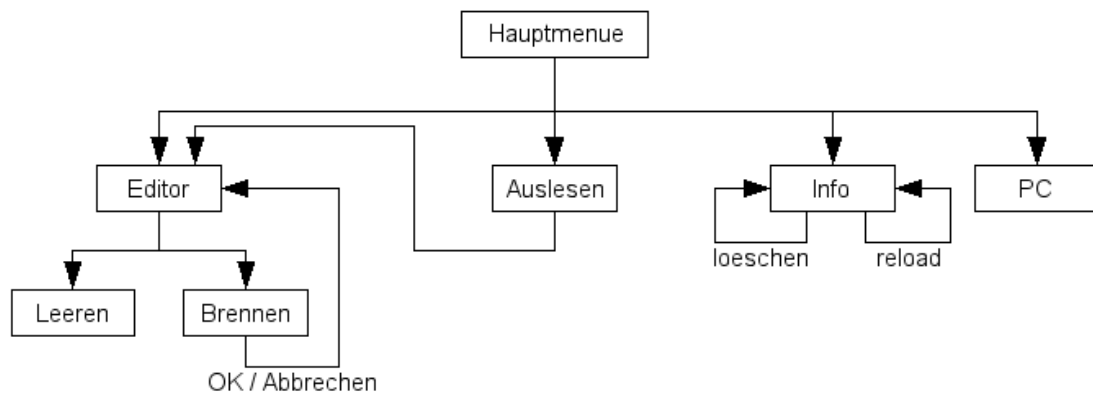 Hauptmenue
Editor
Auslesen
Info
PC
loeschen
reload
Leeren
Brennen
OK / Abbrechen